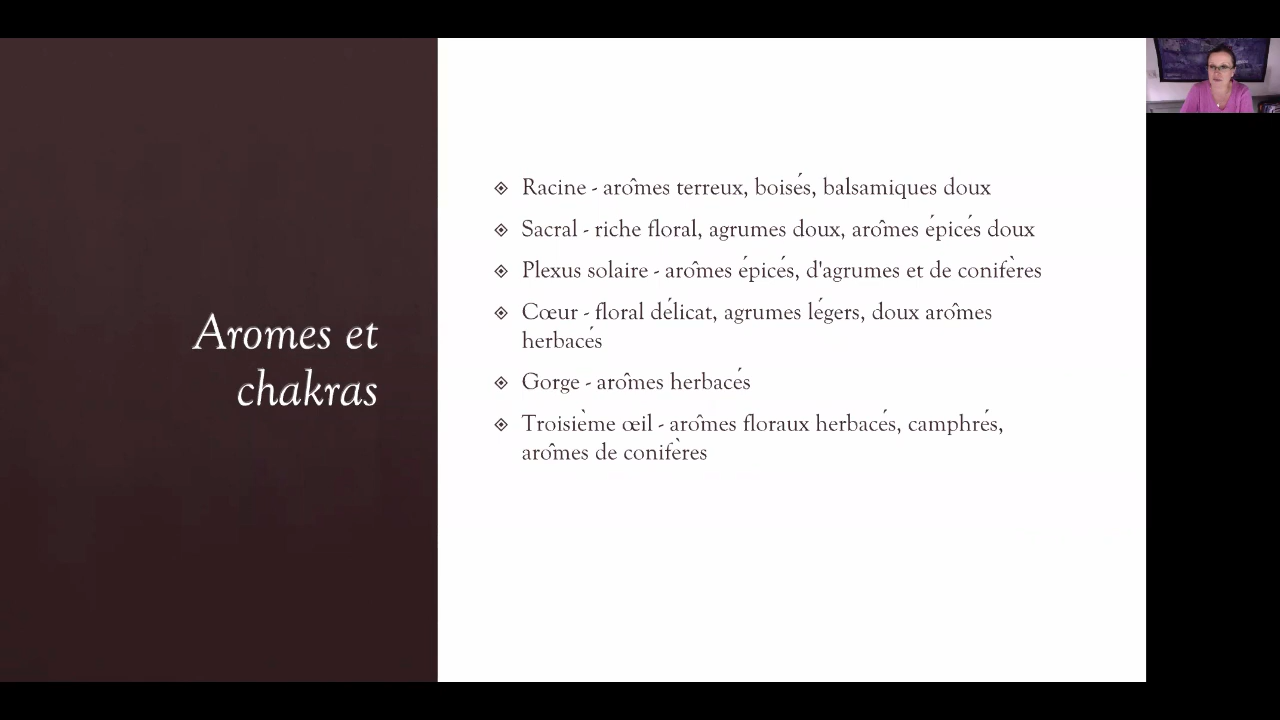 Aromes et
chakras
Racine - arômes terreux, boisés, balsamiques doux
Sacral - riche floral, agrumes doux, arômes épicés doux
Plexus solaire - arômes épicés, d'agrumes et de conifères
Cœur - floral délicat, agrumes légers, doux arômes
herbacés
Gorge - arômes herbacés
Troisième œil - arômes floraux herbacés, camphrés,
arômes de conifères